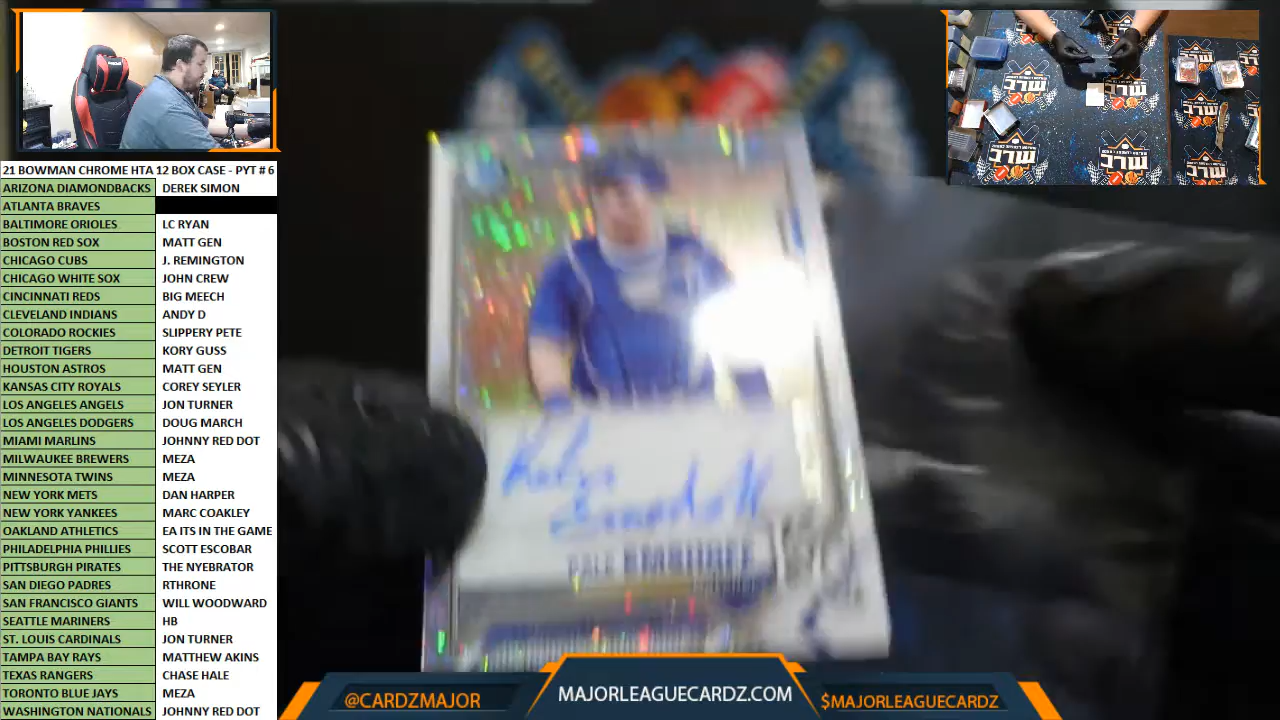 21 BOWMAN CHROME HTA 12 BOX CASE - PYT # 6
ARIZONA DIAMONDBACKS DEREK SIMON
ATLANTA BRAVES
BALTIMORE ORIOLES LC RYAN
BOSTON RED SOX MATT GEN
CHICAGO CUBS J. REMINGTON
CHICAGO WHITE SOX JOHN CREW
CINCINNATI REDS BIG MEECH
CLEVELAND INDIANS ANDY D
COLORADO ROCKIES SLIPPERY PETE
DETROIT TIGERS KORY GUSS
HOUSTON ASTROS MATT GEN
KANSAS CITY ROYALS COREY SEYLER
LOS ANGELES ANGELS JON TURNER
LOS ANGELES DODGERS DOUG MARCH
MIAMI MARLINS JOHNNY RED DOT
MILWAUKEE BREWERS MEZA
MINNESOTA TWINS MEZA
NEW YORK METS DAN HARPER
NEW YORK YANKEES MARC COAKLEY
OAKLAND ATHLETICS EA ITS IN THE GAME
PHILADELPHIA PHILLIES SCOTT ESCOBAR
PITTSBURGH PIRATES THE NYEBRATOR
SAN DIEGO PADRES RTHRONE
SAN FRANCISCO GIANTS WILL WOODWARD
SEATTLE MARINERS HB
ST. LOUIS CARDINALS JON TURNER
TAMPA BAY RAYS MATTHEW AKINS
TEXAS RANGERS CHASE HALE
TORONTO BLUE JAYS MEZA
WASHINGTON NATIONALS JOHNNY RED DOT
@CARDZMAJOR
MAJORLEAGUECARDZ.COM
$MAJORLEAGUECARDZ